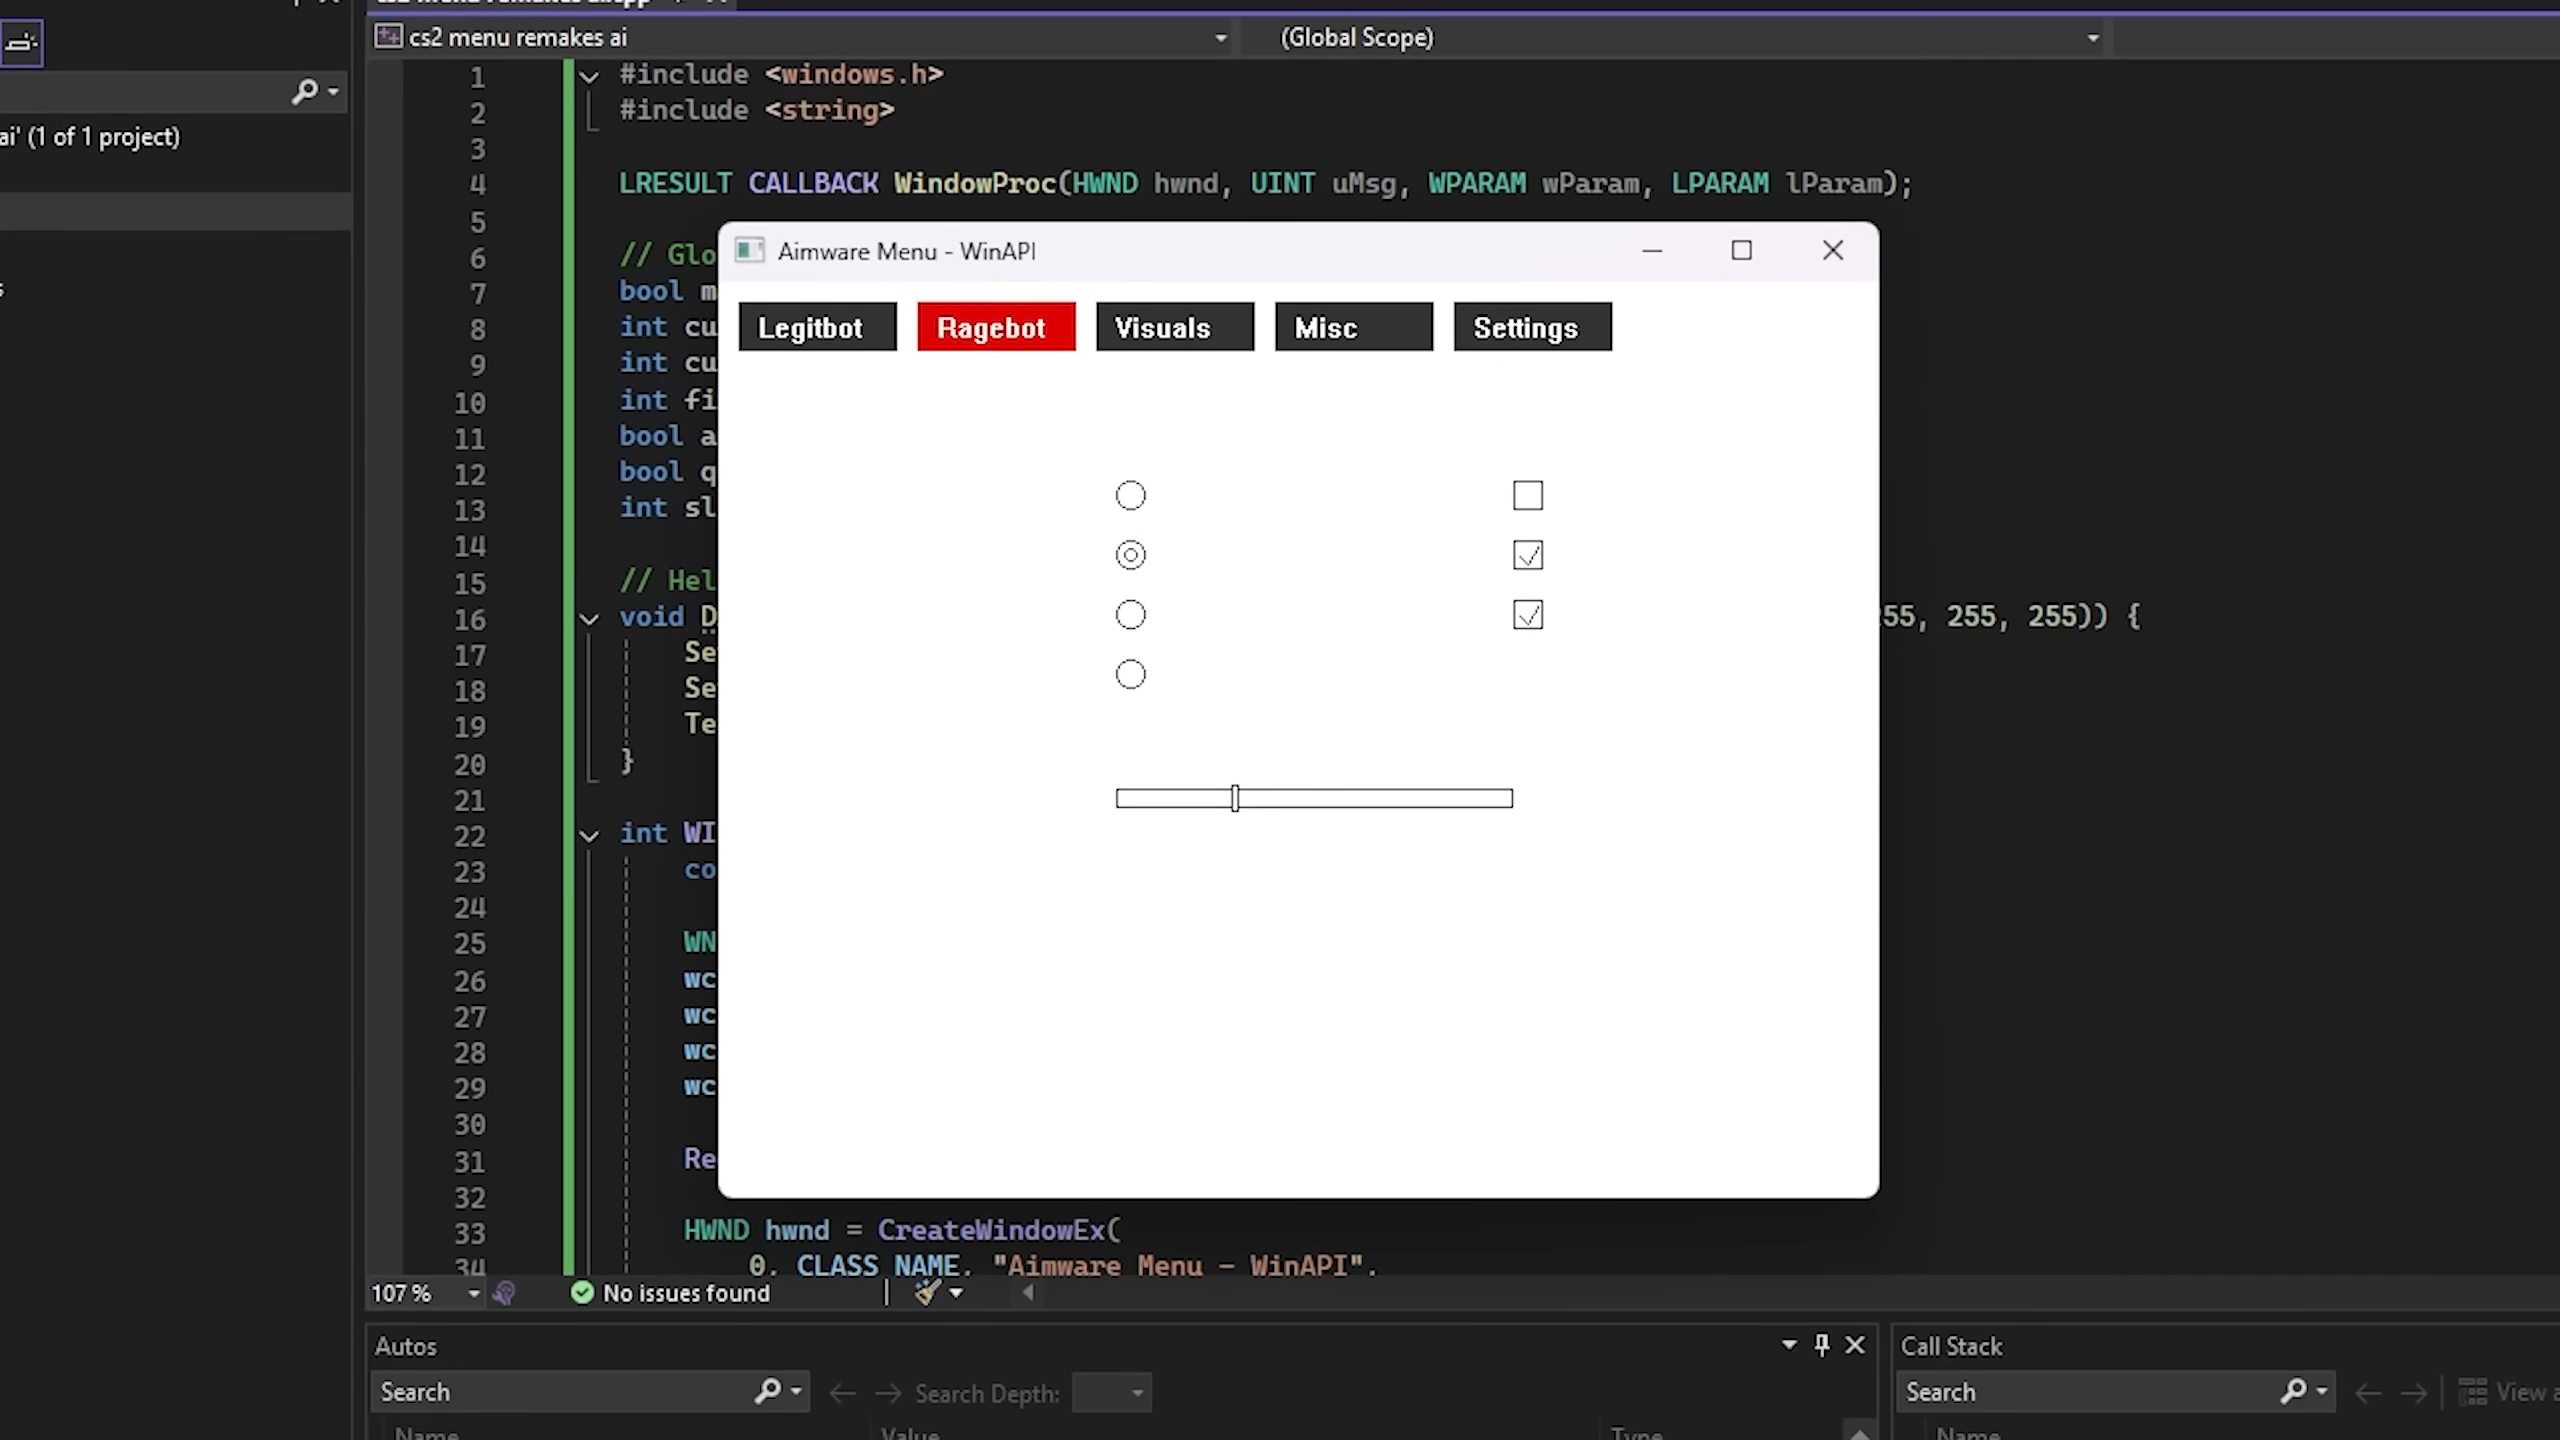 cs2 menu remakes ai (Global Scope)
ai' (1 of 1 project)
1 #include <windows.h>
2 #include <string>
3
4 LRESULT CALLBACK WindowProc(HWND hwnd, UINT uMsg, WPARAM wParam, LPARAM lParam);
5
6 // Glo
7 bool m
8 int cu
9 int cu
10 int fi
11 bool a
12 bool q
13 int sl
14
15 // Hel
16 void D 255, 255, 255)) {
17 Se
18 Se
19 Te
20 }
21
22 int WI
23 co
24
25 WN
26 wc
27 wc
28 wc
29 wc
30
31 Re
32
33 HWND hwnd = CreateWindowEx(
34 0, CLASS_NAME, "Aimware Menu - WinAPI",
Aimware Menu - WinAPI
Legitbot Ragebot Visuals Misc Settings
107 % No issues found
Autos
Search Search Depth:
Name Value Type
Call Stack
Search View
Name